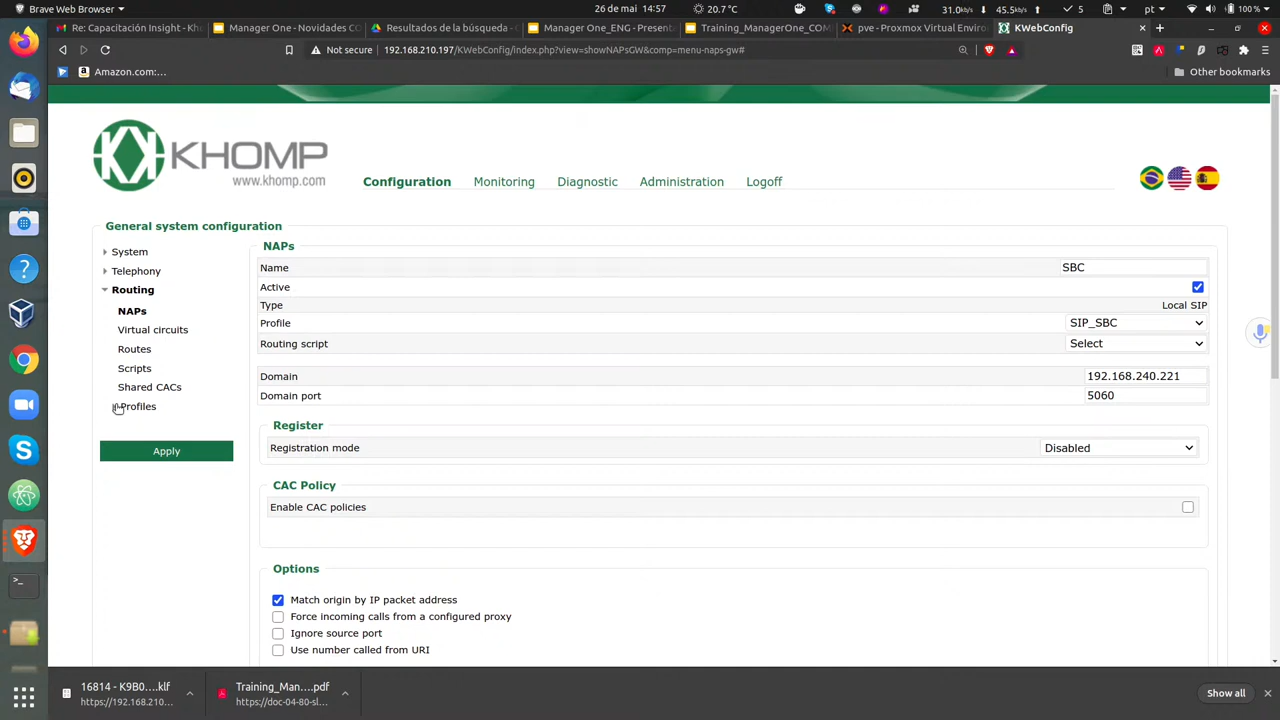 Brave Web Browser
26 de mai 14:57
20.7 °C
31.0kb/s
45.2kb/s
5
pt
100 %
Re: Capacitación Insight - Khu
Manager One - Novidades CO
Resultados de la búsqueda -
Manager One_ENG - Presenta
Training_ManagerOne_COM
pve - Proxmox Virtual Enviro
KWebConfig
Not secure
192.168.210.197/KWebConfig/index.php?view=showNAPsGW&comp=menu-naps-gw#
Amazon.com:...
Other bookmarks
KHOMP
www.khomp.com
Configuration Monitoring Diagnostic Administration Logoff
General system configuration
System
Telephony
Routing
NAPs
Virtual circuits
Routes
Scripts
Shared CACs
Profiles
Apply
NAPs
Name SBC
Active
Type Local SIP
Profile SIP_SBC
Routing script Select
Domain 192.168.240.221
Domain port 5060
Register
Registration mode Disabled
CAC Policy
Enable CAC policies
Options
Match origin by IP packet address
Force incoming calls from a configured proxy
Ignore source port
Use number called from URI
16814 - K9B0....klf
https://192.168.210...
Training_Man....pdf
https://doc-04-80-sl...
Show all